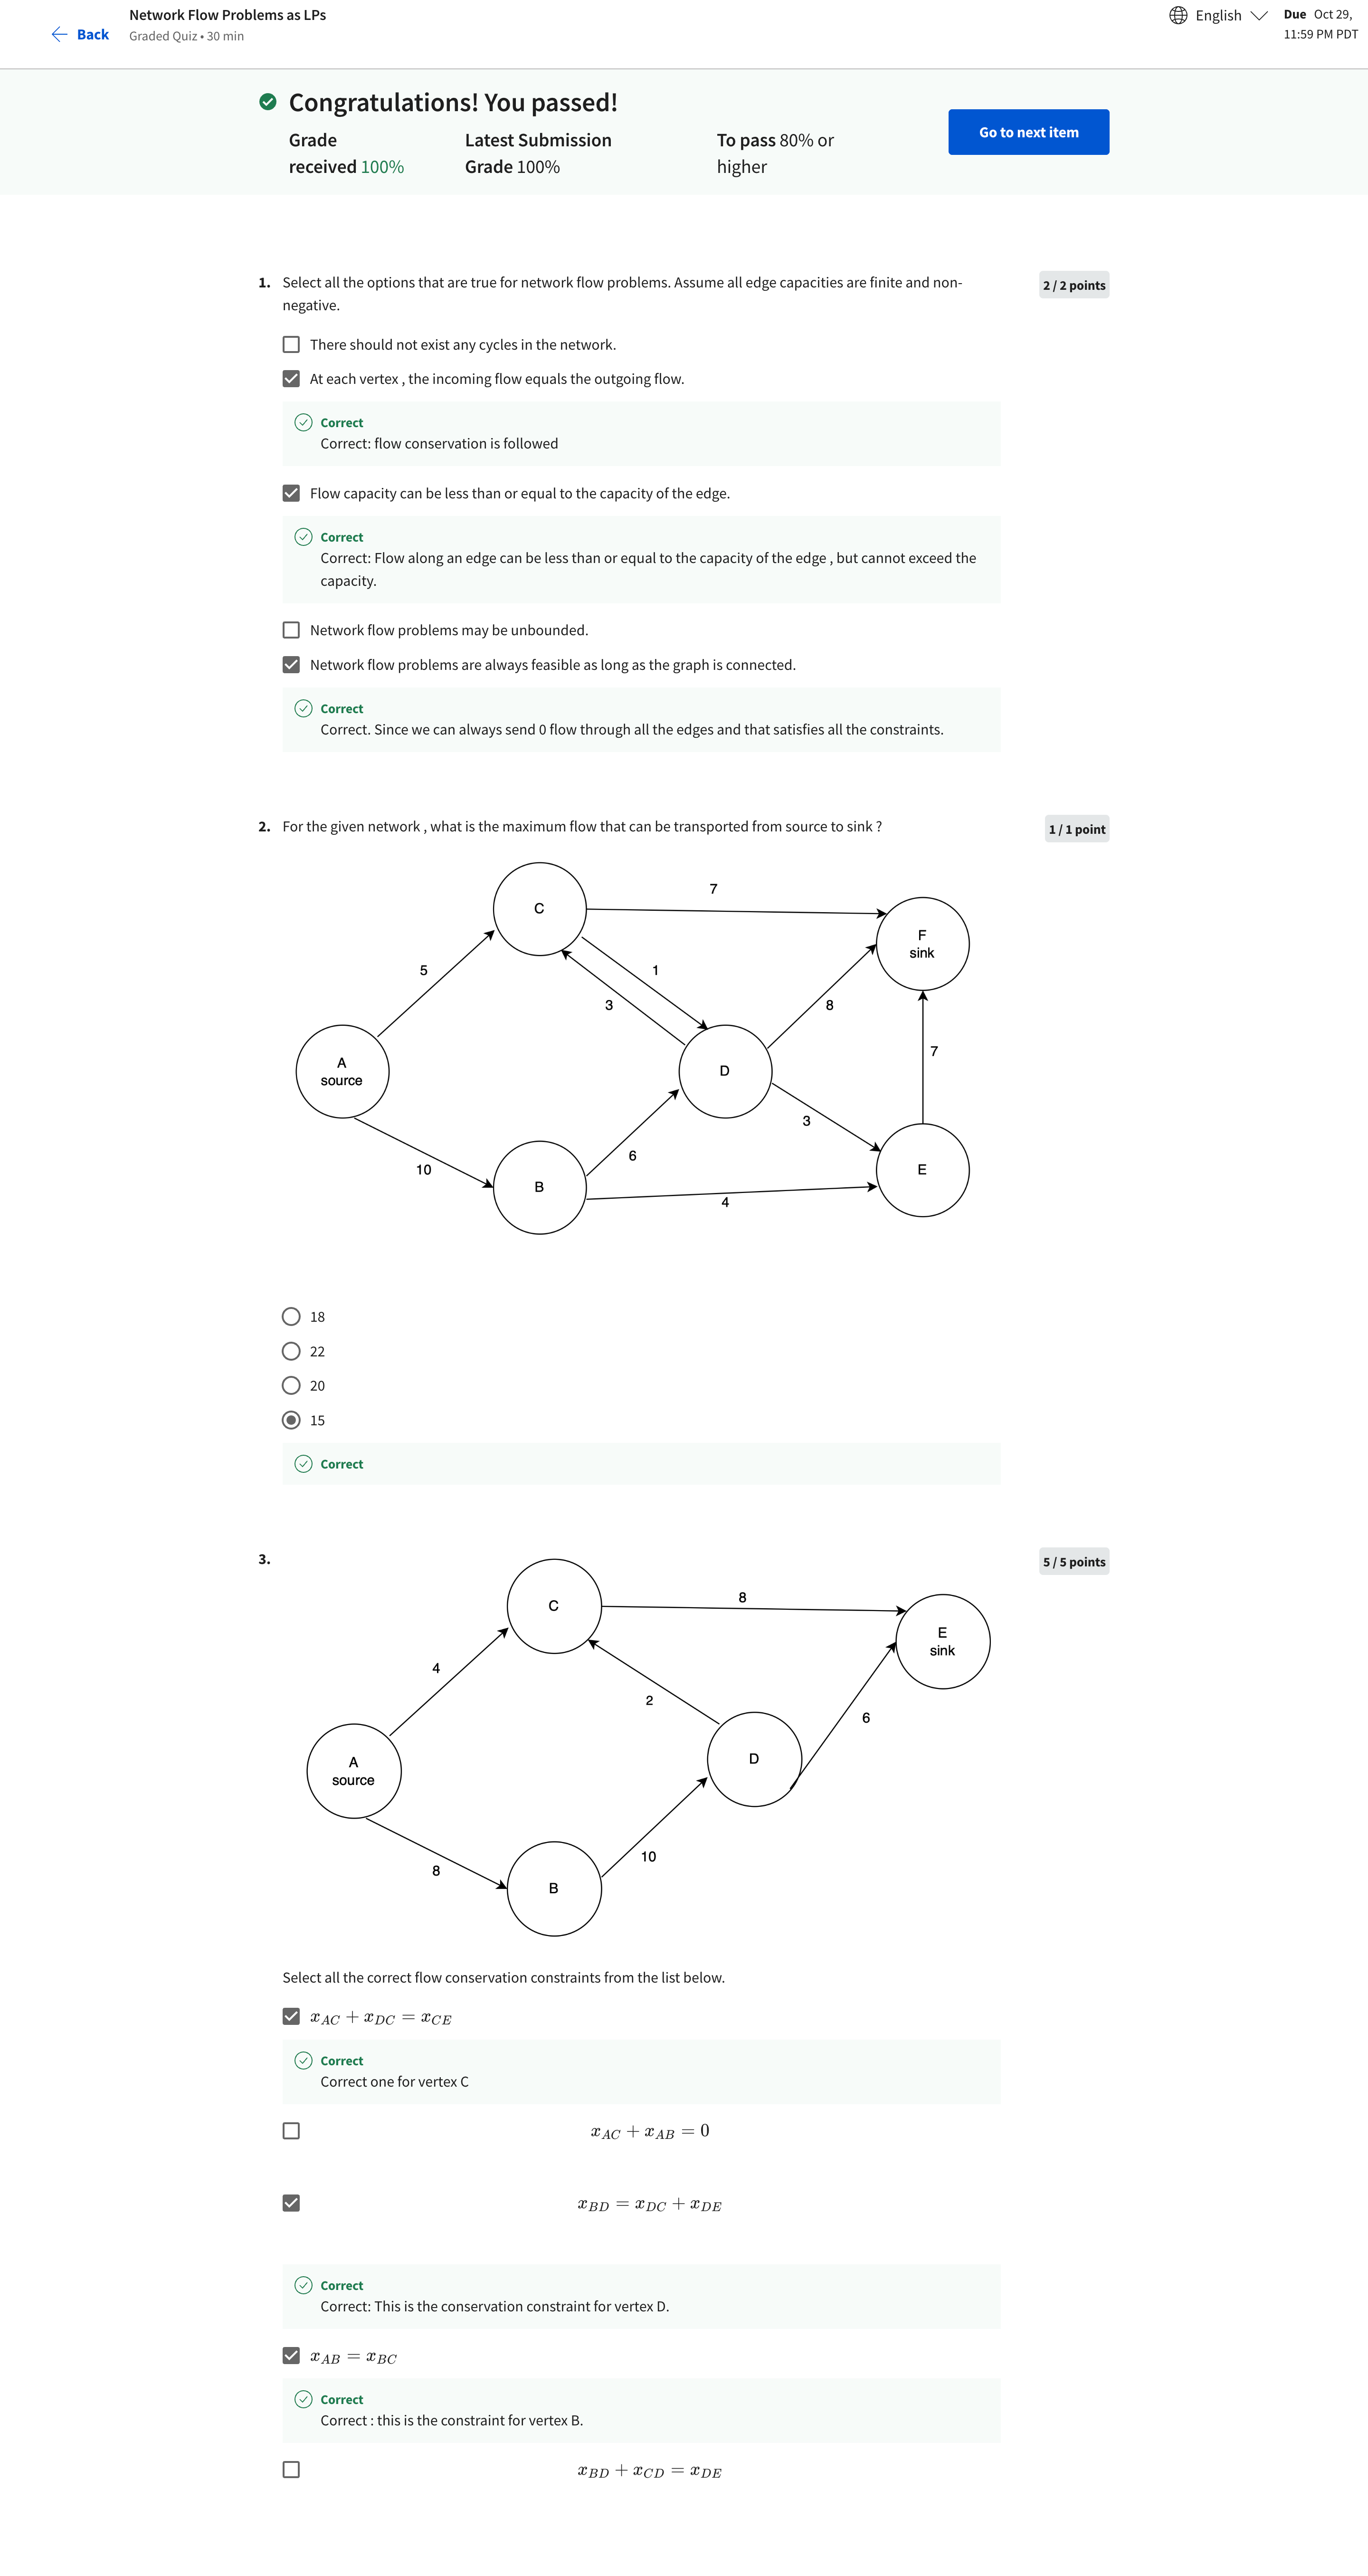 Network Flow Problems as LPs
Graded Quiz • 30 min
Back
English
Due Oct 29,
11:59 PM PDT
Congratulations! You passed!
Grade
received 100%
Latest Submission
Grade 100%
To pass 80% or
higher
Go to next item
1. Select all the options that are true for network flow problems. Assume all edge capacities are finite and non-
negative.
2 / 2 points
There should not exist any cycles in the network.
At each vertex , the incoming flow equals the outgoing flow.
Correct
Correct: flow conservation is followed
Flow capacity can be less than or equal to the capacity of the edge.
Correct
Correct: Flow along an edge can be less than or equal to the capacity of the edge , but cannot exceed the
capacity.
Network flow problems may be unbounded.
Network flow problems are always feasible as long as the graph is connected.
Correct
Correct. Since we can always send 0 flow through all the edges and that satisfies all the constraints.
2. For the given network , what is the maximum flow that can be transported from source to sink ?
1 / 1 point
7
C
F
sink
5
1
3
8
A
source
D
7
3
10
6
B
E
4
18
22
20
15
Correct
3.
5 / 5 points
C
8
E
sink
4
2
6
A
source
D
8
10
B
Select all the correct flow conservation constraints from the list below.
x_{AC} + x_{DC} = x_{CE}
Correct
Correct one for vertex C
x_{AC} + x_{AB} = 0
x_{BD} = x_{DC} + x_{DE}
Correct
Correct: This is the conservation constraint for vertex D.
x_{AB} = x_{BC}
Correct
Correct : this is the constraint for vertex B.
x_{BD} + x_{CD} = x_{DE}